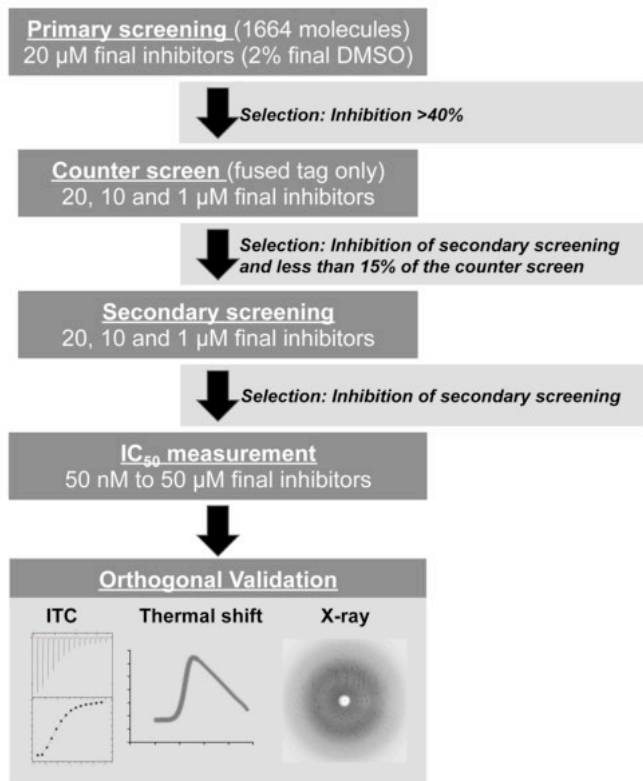 Primary screening (1664 molecules)
20 µM final inhibitors (2% final DMSO)
Selection: Inhibition >40%
Counter screen (fused tag only)
20, 10 and 1 µM final inhibitors
Selection: Inhibition of secondary screening
and less than 15% of the counter screen
Secondary screening
20, 10 and 1 µM final inhibitors
Selection: Inhibition of secondary screening
IC₅₀ measurement
50 nM to 50 µM final inhibitors
Orthogonal Validation
ITC Thermal shift X-ray